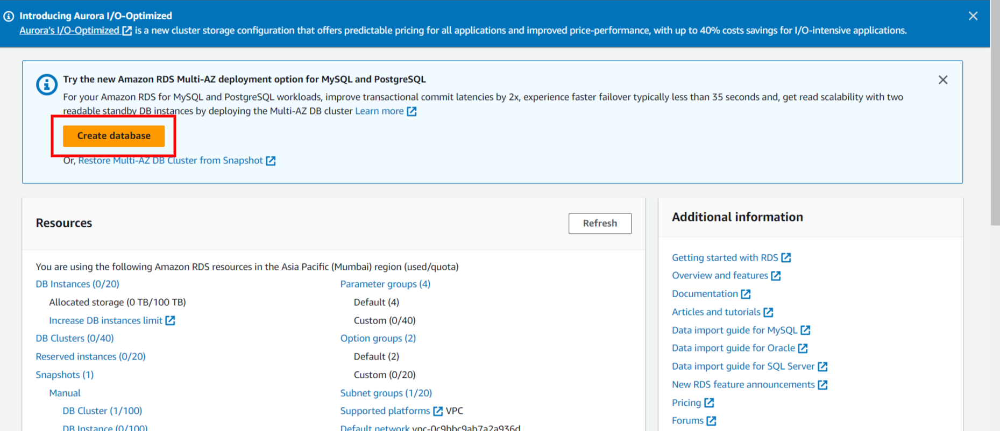 Introducing Aurora I/O-Optimized
Aurora's I/O-Optimized is a new cluster storage configuration that offers predictable pricing for all applications and improved price-performance, with up to 40% costs savings for I/O-intensive applications.
Try the new Amazon RDS Multi-AZ deployment option for MySQL and PostgreSQL
For your Amazon RDS for MySQL and PostgreSQL workloads, improve transactional commit latencies by 2x, experience faster failover typically less than 35 seconds and, get read scalability with two
readable standby DB instances by deploying the Multi-AZ DB cluster Learn more
Create database
Or, Restore Multi-AZ DB Cluster from Snapshot
Resources
Refresh
You are using the following Amazon RDS resources in the Asia Pacific (Mumbai) region (used/quota)
DB Instances (0/20)
Allocated storage (0 TB/100 TB)
Increase DB instances limit
DB Clusters (0/40)
Reserved instances (0/20)
Snapshots (1)
Manual
DB Cluster (1/100)
DB Instance (0/100)
Parameter groups (4)
Default (4)
Custom (0/40)
Option groups (2)
Default (2)
Custom (0/20)
Subnet groups (1/20)
Supported platforms VPC
Default network vpc-0c9bbc9ab7a2a936d
Additional information
Getting started with RDS
Overview and features
Documentation
Articles and tutorials
Data import guide for MySQL
Data import guide for Oracle
Data import guide for SQL Server
New RDS feature announcements
Pricing
Forums